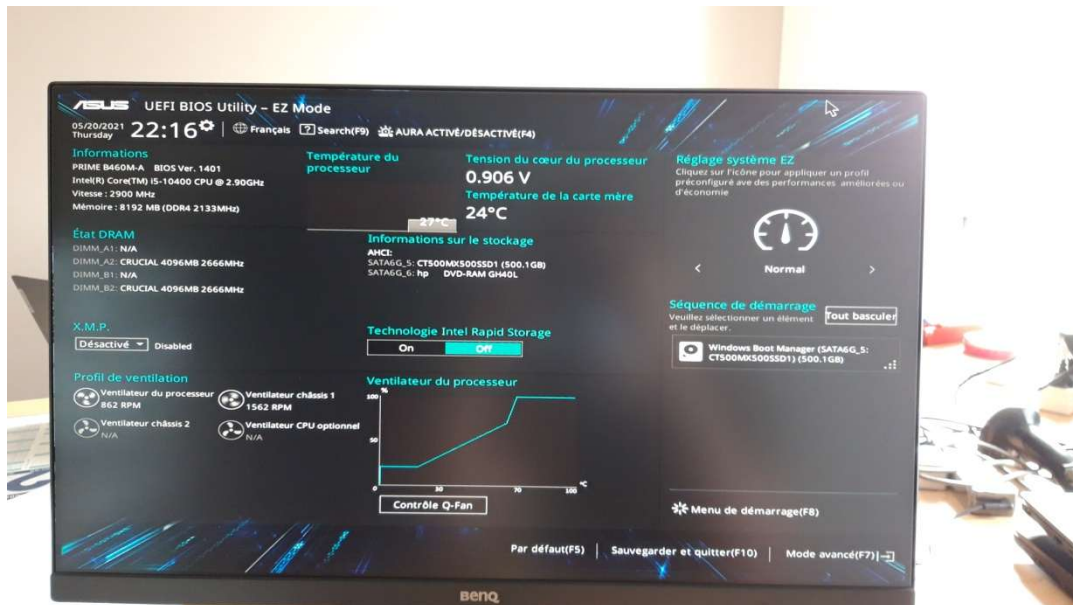 ASUS UEFI BIOS Utility – EZ Mode
05/20/2021
Thursday
22:16
Français
Search(F9)
AURA ACTIVÉ/DÉSACTIVÉ(F4)
Informations
PRIME B460M-A BIOS Ver. 1401
Intel(R) Core(TM) i5-10400 CPU @ 2.90GHz
Vitesse : 2900 MHz
Mémoire : 8192 MB (DDR4 2133MHz)
Température du
processeur
27°C
Tension du cœur du processeur
0.906 V
Température de la carte mère
24°C
Réglage système EZ
Cliquez sur l'icône pour appliquer un profil
préconfiguré ave des performances améliorées ou
d'économie
Normal
État DRAM
DIMM_A1: N/A
DIMM_A2: CRUCIAL 4096MB 2666MHz
DIMM_B1: N/A
DIMM_B2: CRUCIAL 4096MB 2666MHz
Informations sur le stockage
AHCI:
SATA6G_5: CT500MX500SSD1 (500.1GB)
SATA6G_6: hp DVD-RAM GH40L
Séquence de démarrage
Veuillez sélectionner un élément
et le déplacer.
Tout basculer
Windows Boot Manager (SATA6G_5:
CT500MX500SSD1) (500.1GB)
X.M.P.
Désactivé Disabled
Technologie Intel Rapid Storage
On Off
Profil de ventilation
Ventilateur du processeur
862 RPM
Ventilateur châssis 1
1562 RPM
Ventilateur châssis 2
N/A
Ventilateur CPU optionnel
N/A
Ventilateur du processeur
%
100
50
0 30 70 100 °C
Contrôle Q-Fan
Menu de démarrage(F8)
Par défaut(F5) | Sauvegarder et quitter(F10) | Mode avancé(F7)|
BenQ